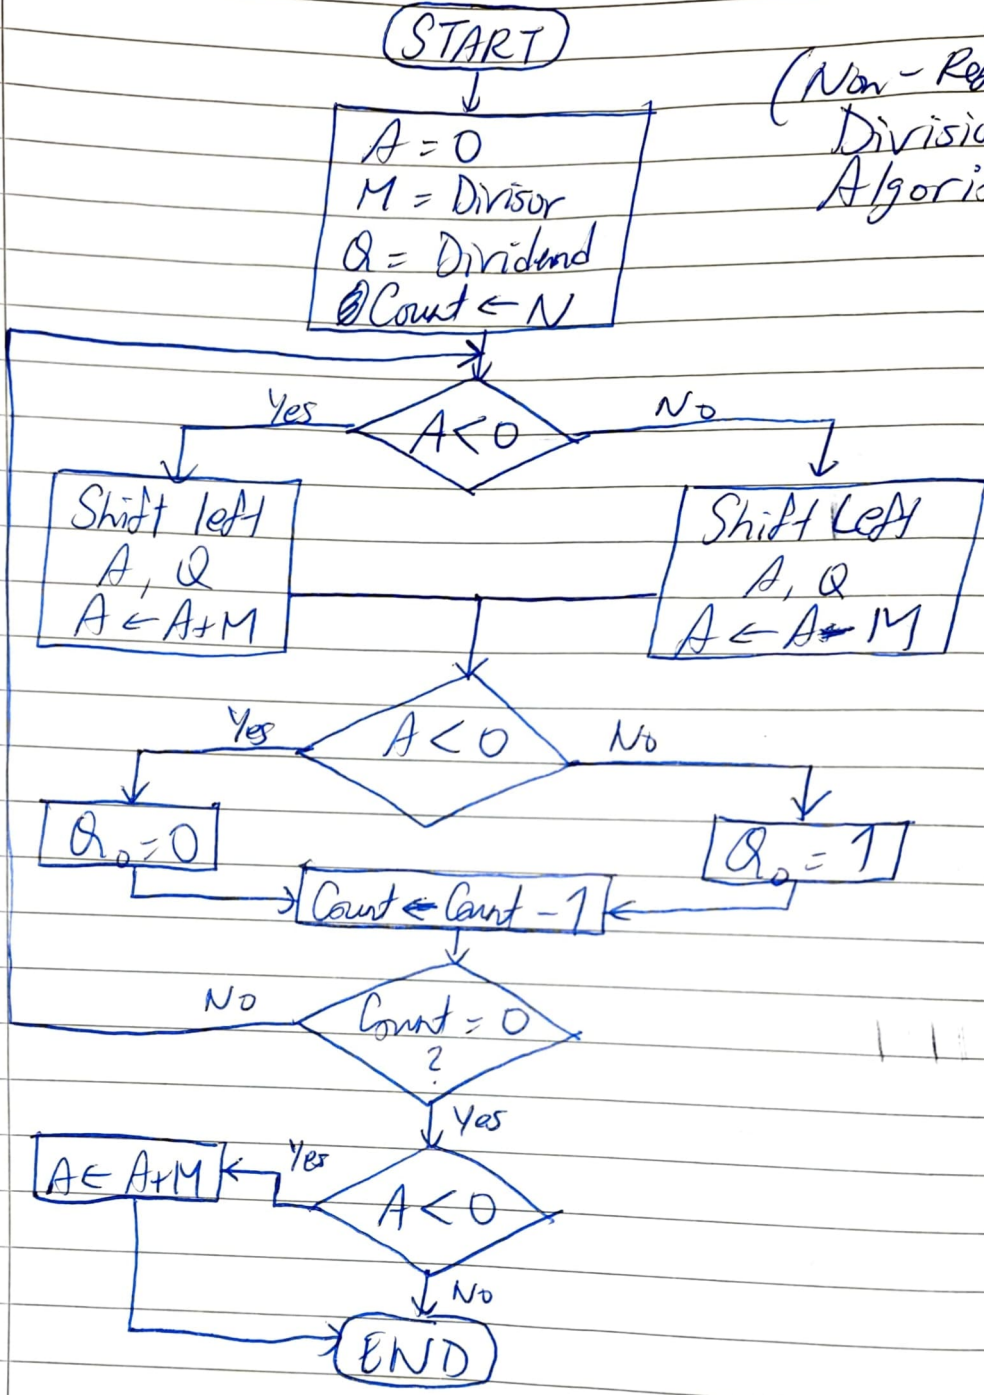 START
(Non-Res
Divisio
Algori
A = 0
M = Divisor
Q = Dividend
Count ← N
Yes
A<0
No
Shift left
A, Q
A ← A+M
Shift Left
A, Q
A ← A - M
Yes
A<0
No
Q₀=0
Q₀=1
Count ← Count - 1
No
Count = 0
?
Yes
A ← A+M
Yes
A<0
No
END